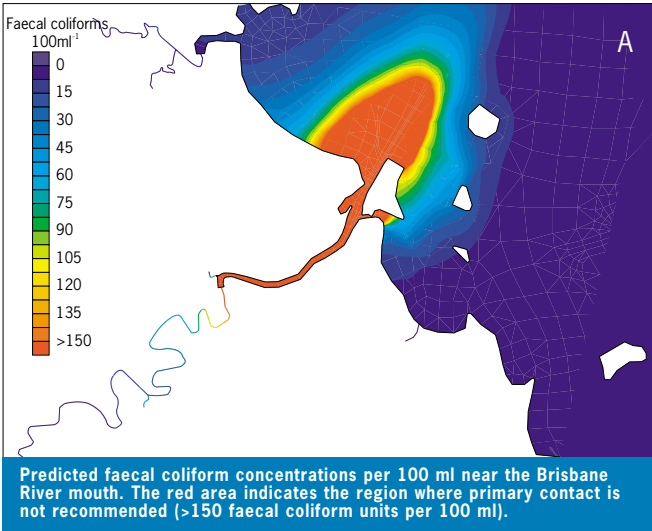 Faecal coliforms
100ml⁻¹
0
15
30
45
60
75
90
105
120
135
>150
A
Predicted faecal coliform concentrations per 100 ml near the Brisbane
River mouth. The red area indicates the region where primary contact is
not recommended (>150 faecal coliform units per 100 ml).